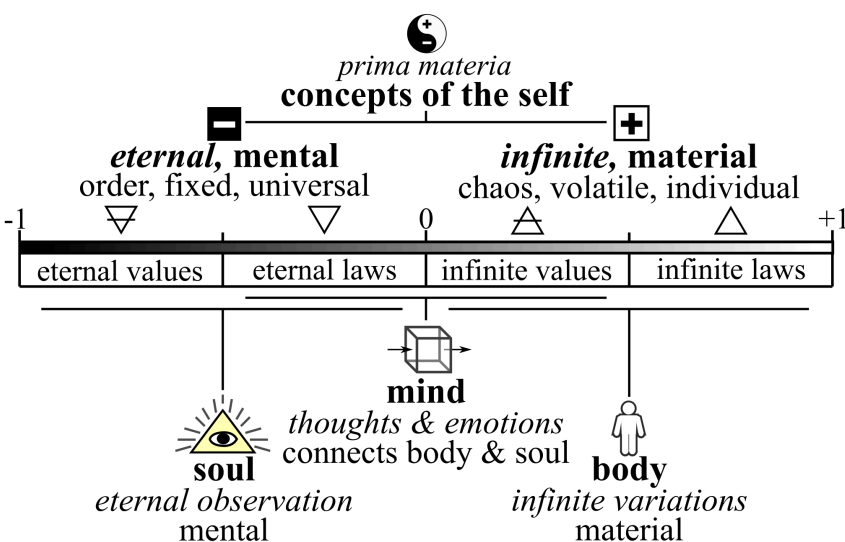 prima materia
concepts of the self
eternal, mental
order, fixed, universal
infinite, material
chaos, volatile, individual
-1
0
+1
eternal values
eternal laws
infinite values
infinite laws
mind
thoughts & emotions
connects body & soul
soul
eternal observation
mental
body
infinite variations
material